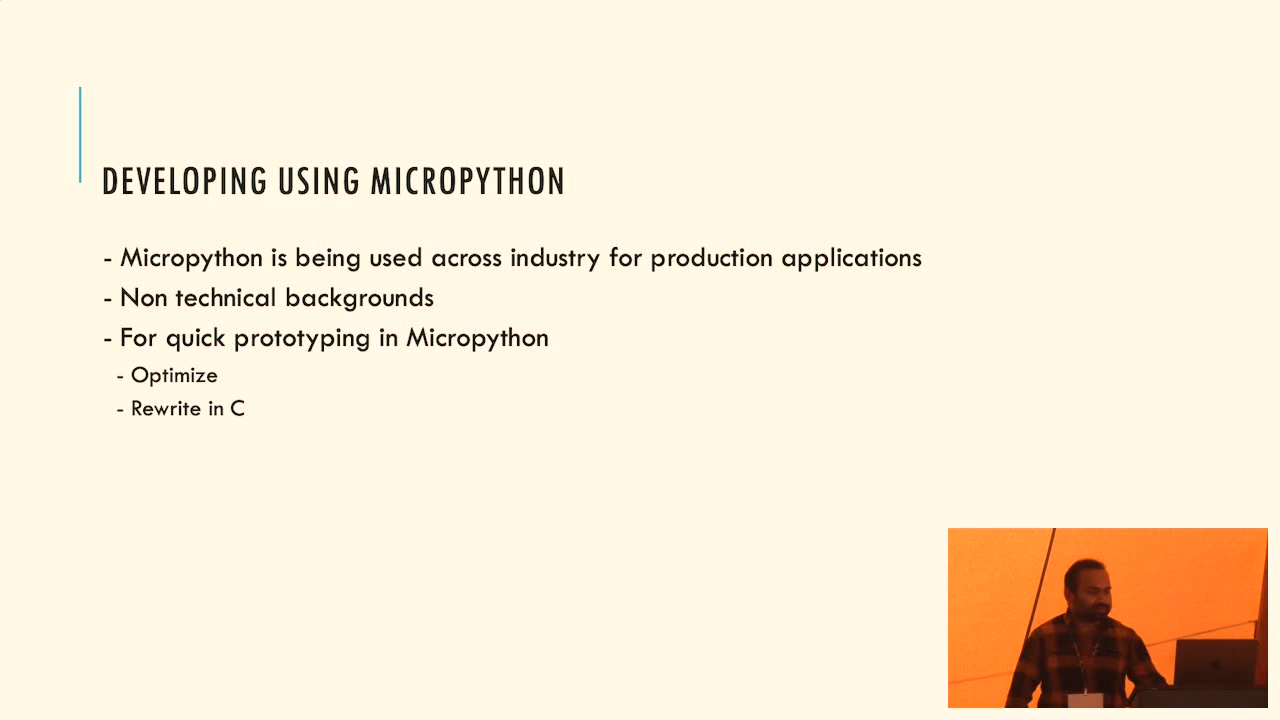 DEVELOPING USING MICROPYTHON
- Micropython is being used across industry for production applications
- Non technical backgrounds
- For quick prototyping in Micropython
- Optimize
- Rewrite in C